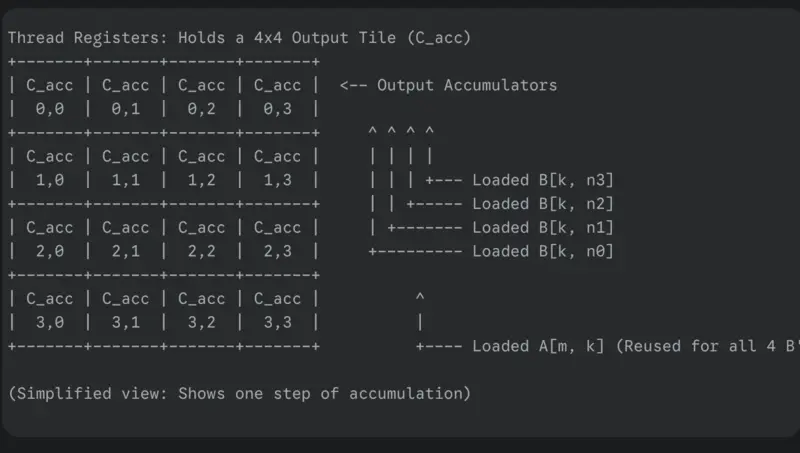 Thread Registers: Holds a 4x4 Output Tile (C_acc)
+-------+-------+-------+-------+
| C_acc | C_acc | C_acc | C_acc |  <-- Output Accumulators
|  0,0  |  0,1  |  0,2  |  0,3  |
+-------+-------+-------+-------+     ^ ^ ^ ^
| C_acc | C_acc | C_acc | C_acc |     | | | |
|  1,0  |  1,1  |  1,2  |  1,3  |     | | | +--- Loaded B[k, n3]
+-------+-------+-------+-------+     | | +----- Loaded B[k, n2]
| C_acc | C_acc | C_acc | C_acc |     | +------- Loaded B[k, n1]
|  2,0  |  2,1  |  2,2  |  2,3  |     +--------- Loaded B[k, n0]
+-------+-------+-------+-------+
| C_acc | C_acc | C_acc | C_acc |          ^
|  3,0  |  3,1  |  3,2  |  3,3  |          |
+-------+-------+-------+-------+          +---- Loaded A[m, k] (Reused for all 4 B'
(Simplified view: Shows one step of accumulation)